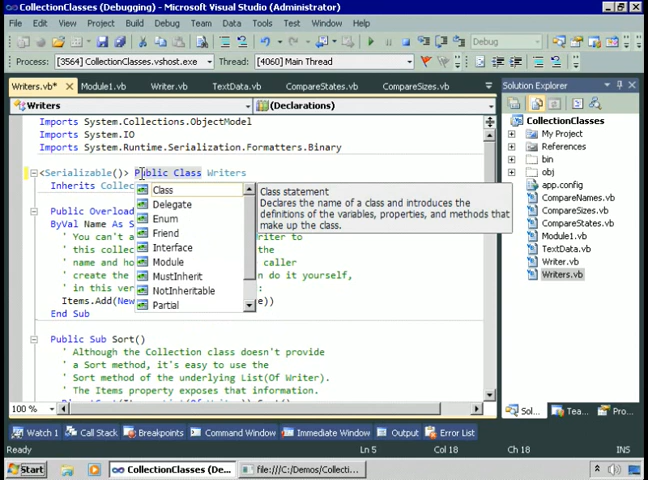 CollectionClasses (Debugging) - Microsoft Visual Studio (Administrator)
File Edit View Project Build Debug Team Data Tools Test Window Help
Debug
Process: [3564] CollectionClasses.vshost.exe Thread: [4060] Main Thread
Writers.vb* Module1.vb Writer.vb TextData.vb CompareStates.vb CompareSizes.vb
Writers (Declarations)
Imports System.Collections.ObjectModel
Imports System.IO
Imports System.Runtime.Serialization.Formatters.Binary
<Serializable()> Public Class Writers
Inherits Collec
Public Overload
ByVal Name As S
' You can't a
this collec
name and ho
create the
in this ver
Items.Add(New
End Sub
Class
Delegate
Enum
Friend
Interface
Module
MustInherit
NotInheritable
Partial
Class statement
Declares the name of a class and introduces the
definitions of the variables, properties, and methods that
make up the class.
riter to
caller
n do it yourself,
e))
Public Sub Sort()
' Although the Collection class doesn't provide
' a Sort method, it's easy to use the
' Sort method of the underlying List(Of Writer).
' The Items property exposes that information.
100 %
Solution Explorer
CollectionClasses
My Project
References
bin
obj
app.config
CompareNames.vb
CompareSizes.vb
CompareStates.vb
Module1.vb
TextData.vb
Writer.vb
Writers.vb
Sol... Tea... Pro...
Watch 1 Call Stack Breakpoints Command Window Immediate Window Output Error List
Ready Ln 5 Col 18 Ch 18 INS
Start CollectionClasses (De... file:///C:/Demos/Collecti...